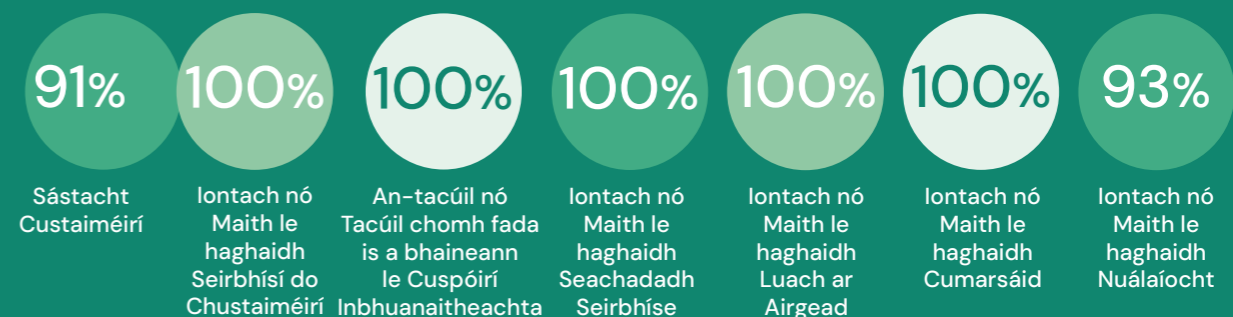 91%
100%
100%
100%
100%
100%
93%
Sástacht
Custaiméirí
Iontach nó
Maith le
haghaidh
Seirbhísí do
Chustaiméirí
An-tacúil nó
Tacúil chomh fada
is a bhaineann
le Cuspóirí
Inbhuanaitheachta
Iontach nó
Maith le
haghaidh
Seachadadh
Seirbhíse
Iontach nó
Maith le
haghaidh
Luach ar
Airgead
Iontach nó
Maith le
haghaidh
Cumarsáid
Iontach nó
Maith le
haghaidh
Nuálaíocht